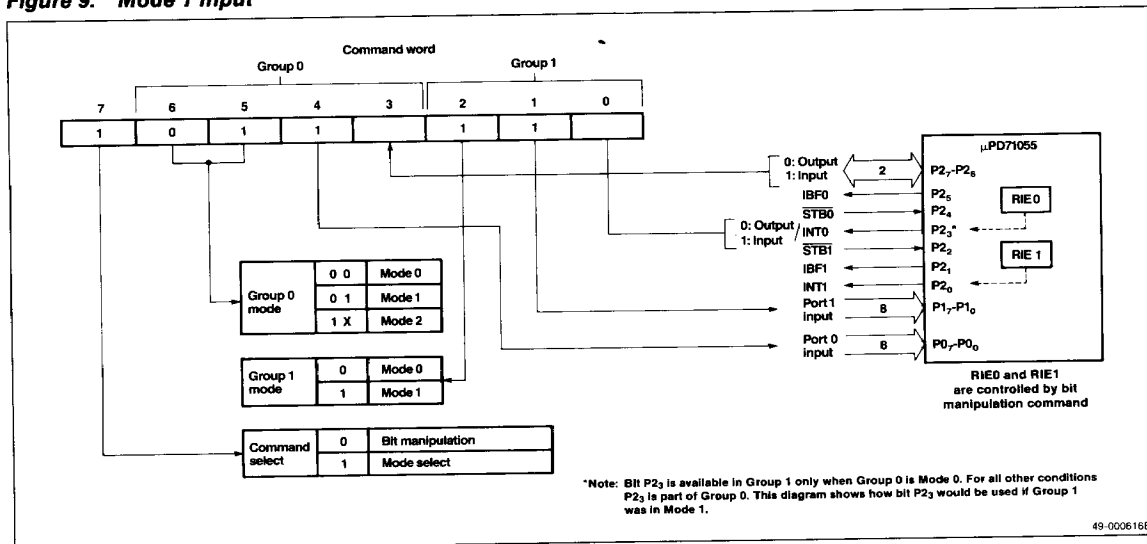 Figure 9. Mode 1 Input
Command word
Group 0
Group 1
7 6 5 4 3 2 1 0
1 0 1 1 1 1
µPD71055
0: Output
1: Input
2
P2₇-P2₆
IBF0
P2₅
RIE0
STB0
P2₄
0: Output
1: Input
/INT0
P2₃*
STB1
P2₂
RIE 1
IBF1
P2₁
INT1
P2₀
Port 1
input
8
P1₇-P1₀
Port 0
input
8
P0₇-P0₀
RIE0 and RIE1
are controlled by bit
manipulation command
Group 0
mode
0 0 Mode 0
0 1 Mode 1
1 X Mode 2
Group 1
mode
0 Mode 0
1 Mode 1
Command
select
0 Bit manipulation
1 Mode select
*Note: Bit P2₃ is available in Group 1 only when Group 0 is Mode 0. For all other conditions
P2₃ is part of Group 0. This diagram shows how bit P2₃ would be used if Group 1
was in Mode 1.
49-000616B